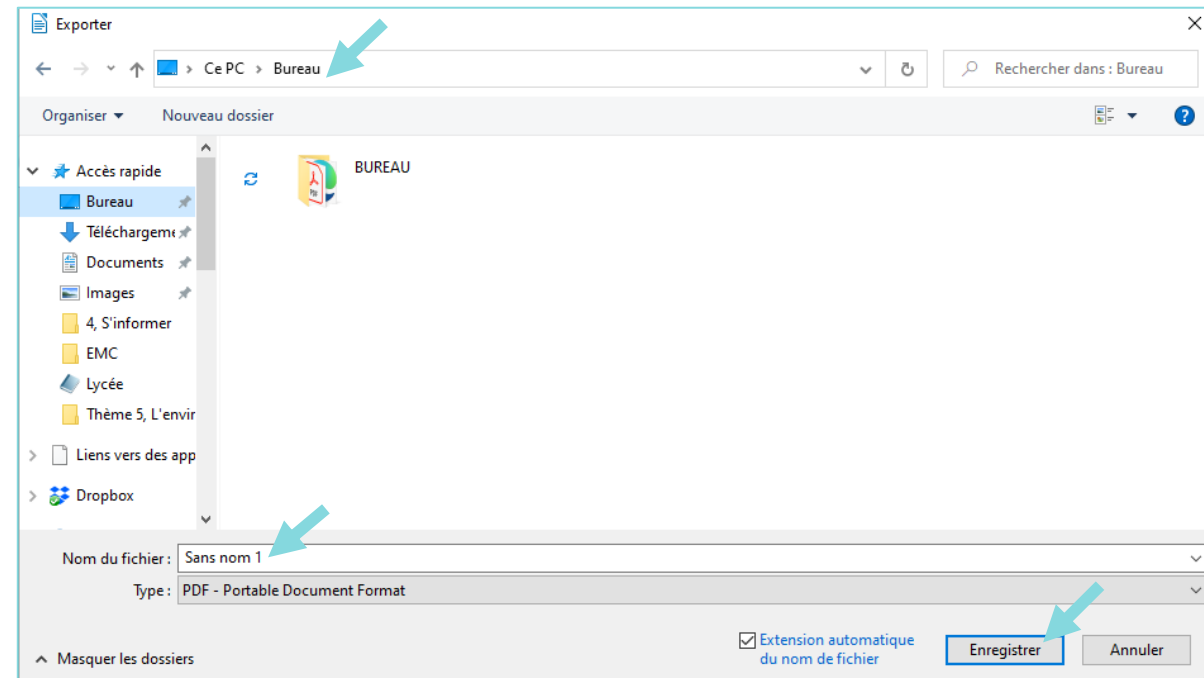 Exporter
Ce PC > Bureau
Rechercher dans : Bureau
Organiser
Nouveau dossier
?
Accès rapide
Bureau
Téléchargeme
Documents
Images
4, S'informer
EMC
Lycée
Thème 5, L'envir
Liens vers des app
Dropbox
BUREAU
PDF
Nom du fichier : Sans nom 1
Type : PDF - Portable Document Format
Extension automatique
du nom de fichier
Enregistrer
Annuler
Masquer les dossiers